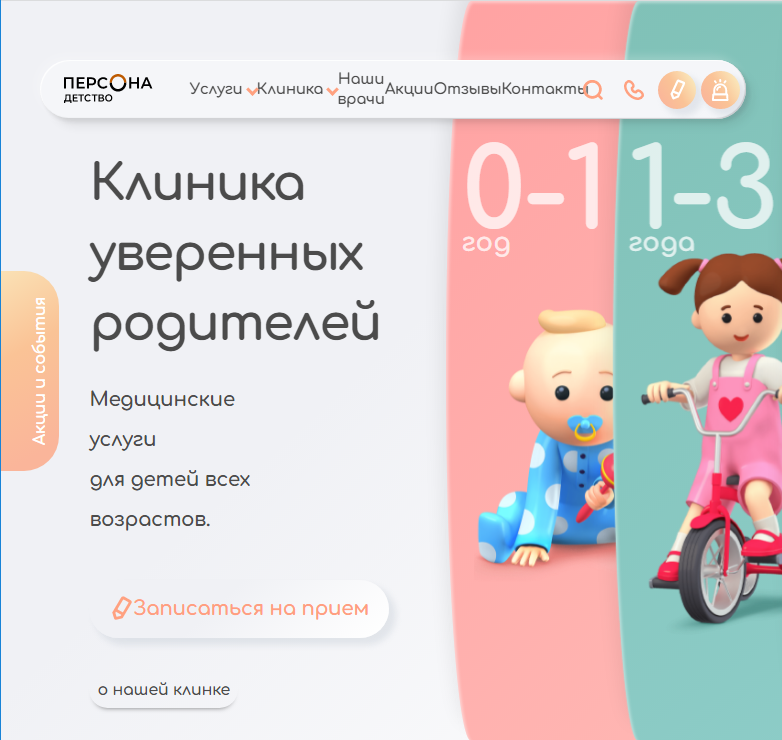 ПЕРСОНА
ДЕТСТВО
Услуги
Клиника
Наши
врачи
Акции
Отзывы
Контакты
Клиника
уверенных
родителей
Медицинские
услуги
для детей всех
возрастов.
Записаться на прием
о нашей клинке
Акции и события
0-1
год
1-3
года